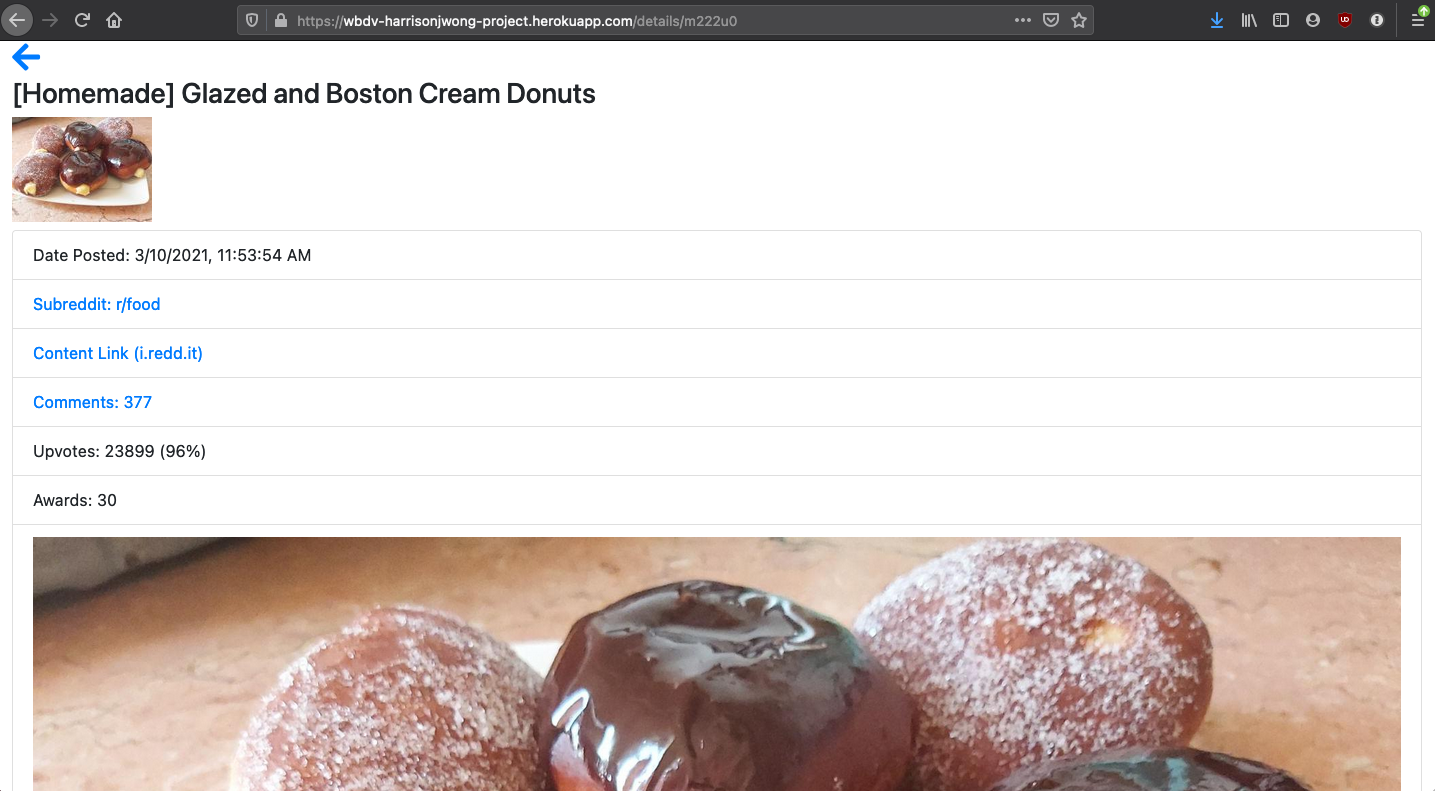 https://wbdv-harrisonjwong-project.herokuapp.com/details/m222u0
[Homemade] Glazed and Boston Cream Donuts
Date Posted: 3/10/2021, 11:53:54 AM
Subreddit: r/food
Content Link (i.redd.it)
Comments: 377
Upvotes: 23899 (96%)
Awards: 30